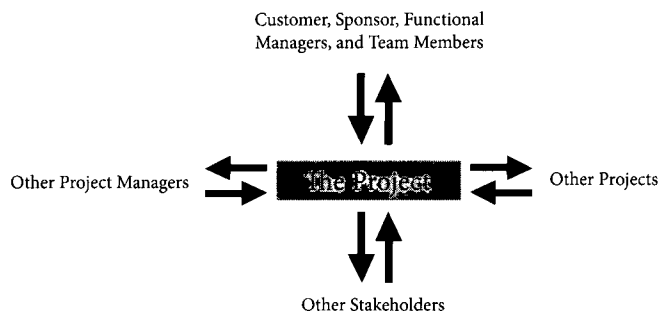 Customer, Sponsor, Functional
Managers, and Team Members
Other Project Managers
The Project
Other Projects
Other Stakeholders